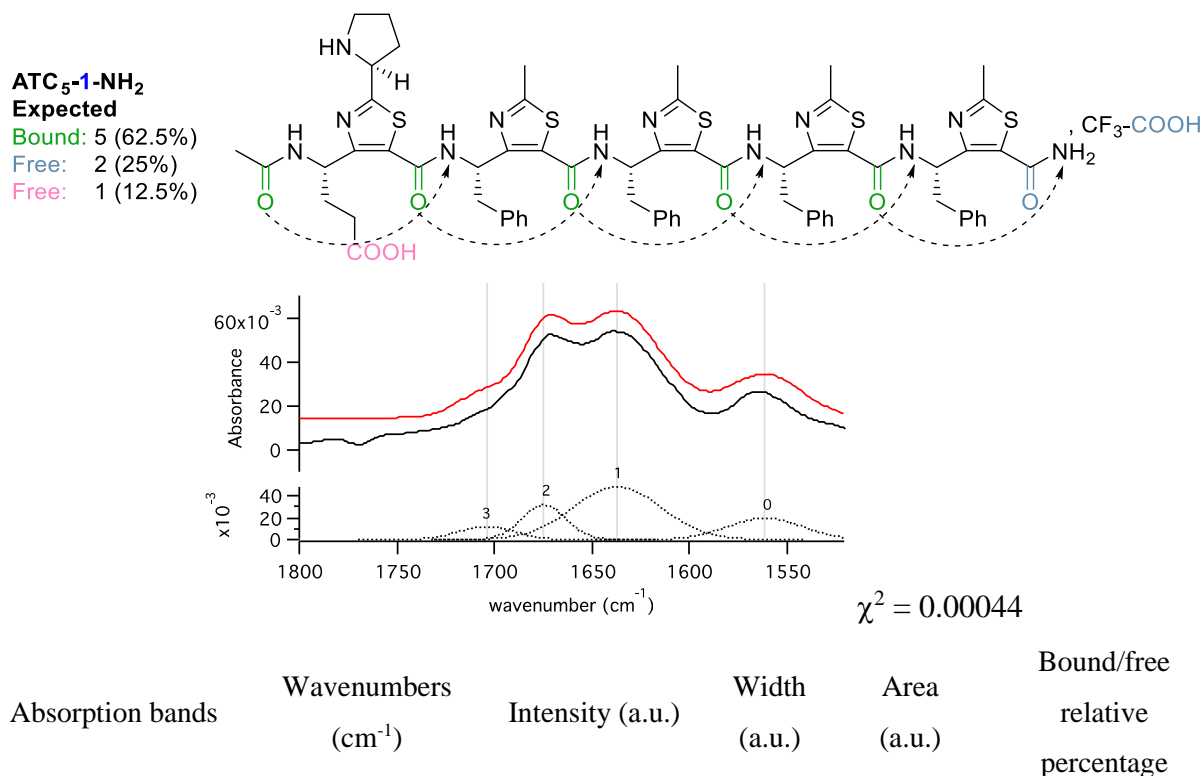 ATC5-1-NH2
Expected
Bound: 5 (62.5%)
Free: 2 (25%)
Free: 1 (12.5%)
HN
H
N S N S N S N S
, CF3-COOH
H N H N H N H N H N NH2
O O O O O O
Ph Ph Ph Ph
COOH
60x10-3
40
20
0
Absorbance
40
20
0
x10-3
3 2 1 0
1800 1750 1700 1650 1600 1550
wavenumber (cm-1)
χ2 = 0.00044
Absorption bands
Wavenumbers
(cm-1)
Intensity (a.u.)
Width
(a.u.)
Area
(a.u.)
Bound/free
relative
percentage